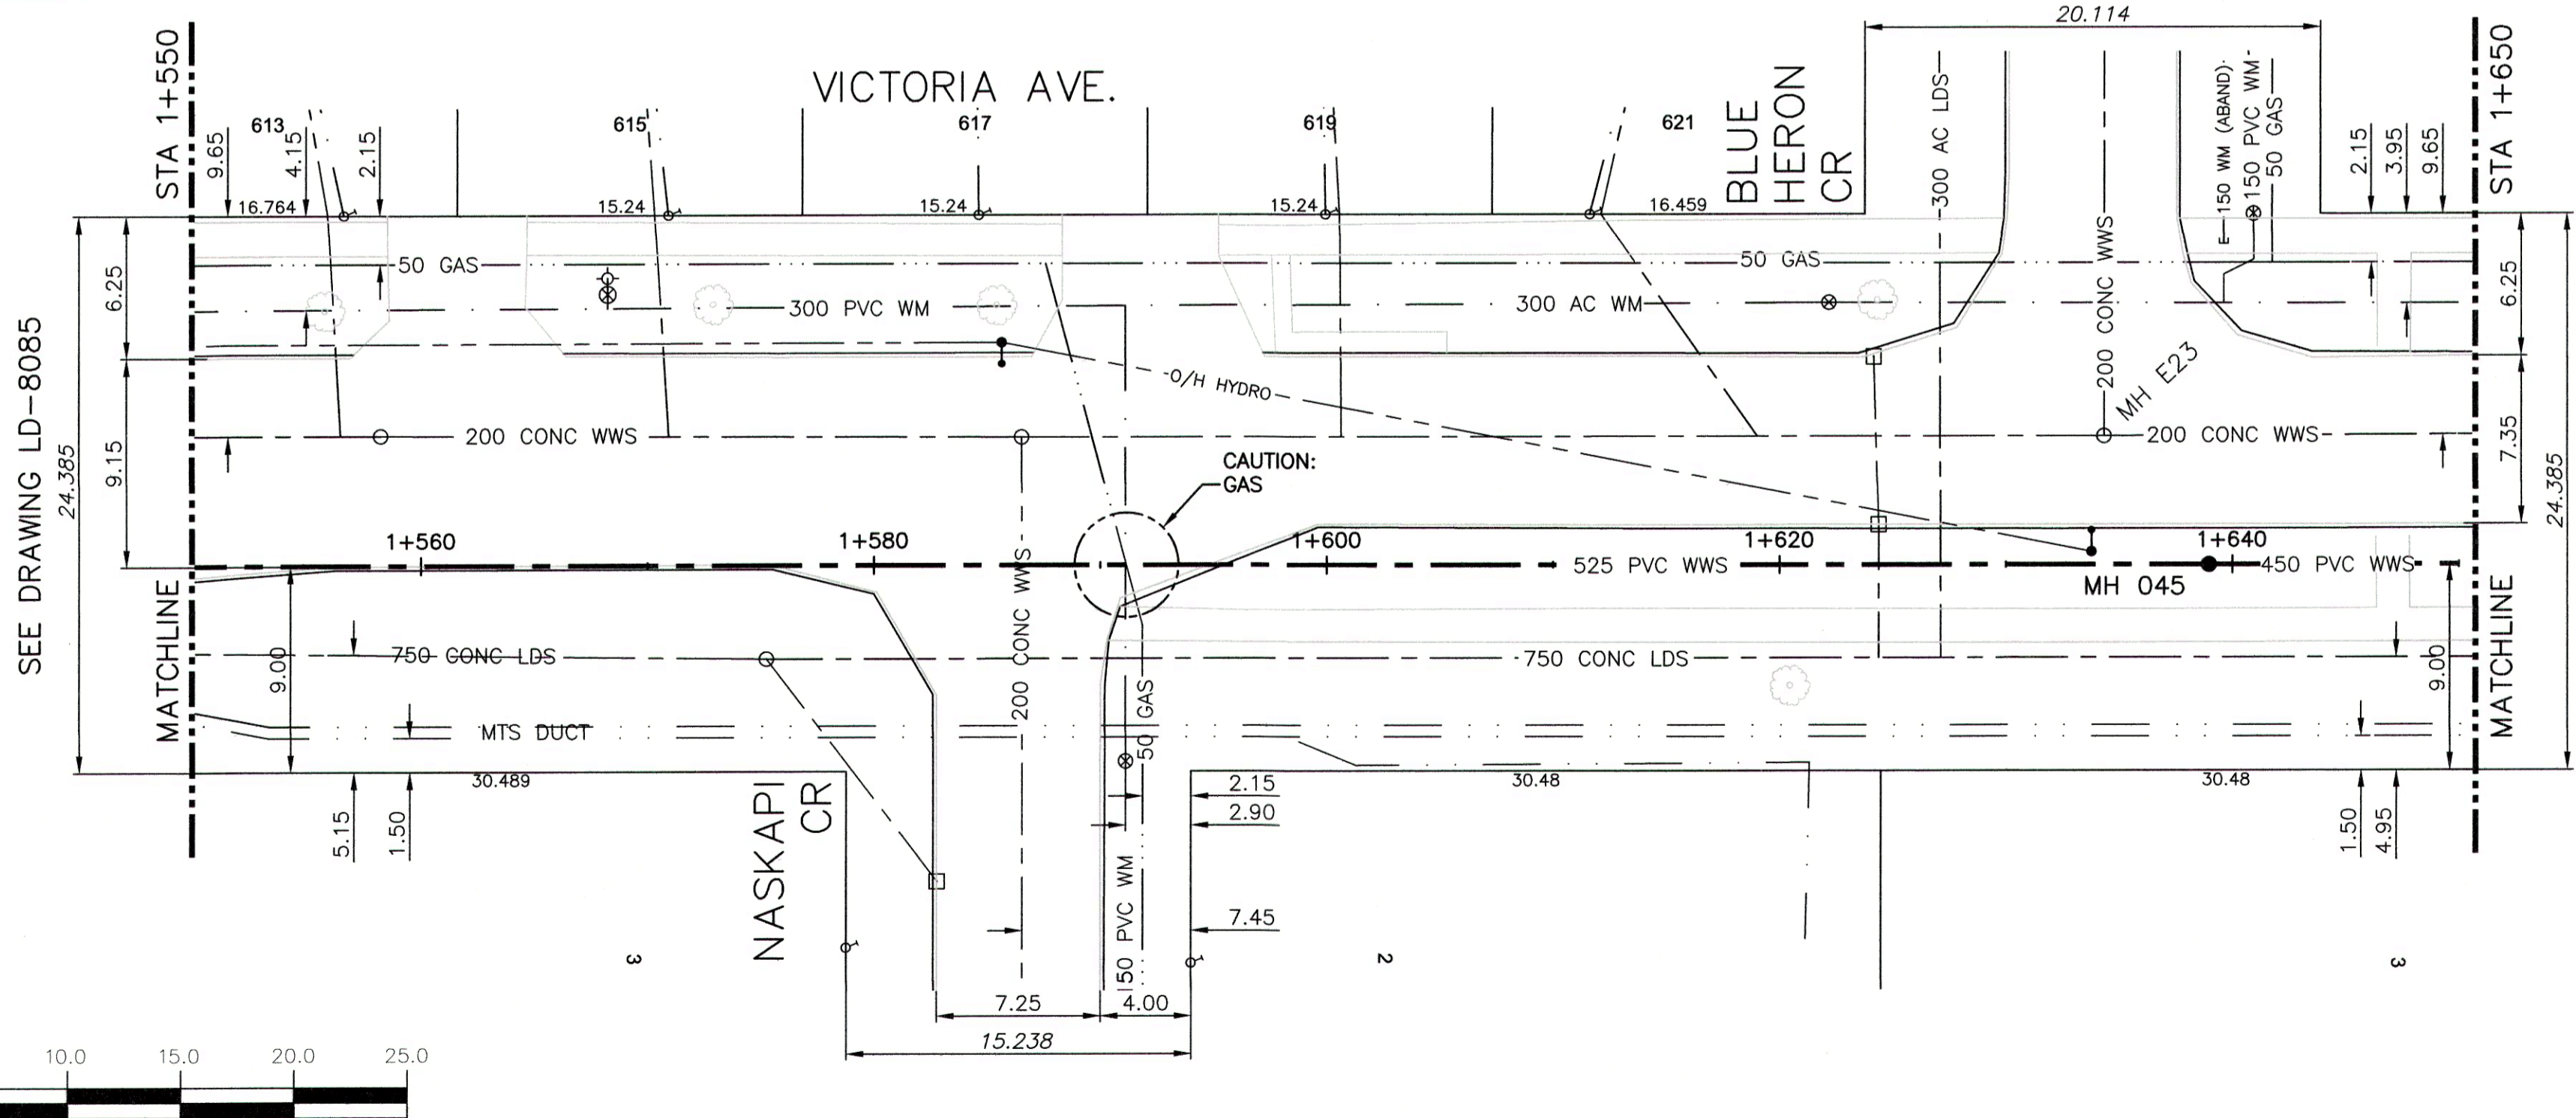 20.114
STA 1+550
VICTORIA AVE.
BLUE
HERON
CR
300 AC LDS
200 CONC WWS
E 150 WM (ABAND)
150 PVC WM
50 GAS
STA 1+650
9.65
613
4.15
2.15
615
617
619
621
2.15
3.95
9.65
16.764
15.24
15.24
15.24
16.459
6.25
50 GAS
50 GAS
6.25
300 PVC WM
300 AC WM
SEE DRAWING LD-8085
24.385
9.15
O/H HYDRO
MH E23
200 CONC WWS
200 CONC WWS
7.35
24.385
CAUTION:
GAS
1+560
1+580
1+600
1+620
1+640
525 PVC WWS
450 PVC WWS
MH 045
MATCHLINE
MATCHLINE
9.00
750 CONC LDS
200 CONC WWS
750 CONC LDS
9.00
MTS DUCT
50 GAS
30.489
30.48
30.48
5.15
1.50
NASKAPI
CR
2.15
2.90
1.50
4.95
150 PVC WM
7.45
3
2
3
7.25
4.00
15.238
10.0
15.0
20.0
25.0